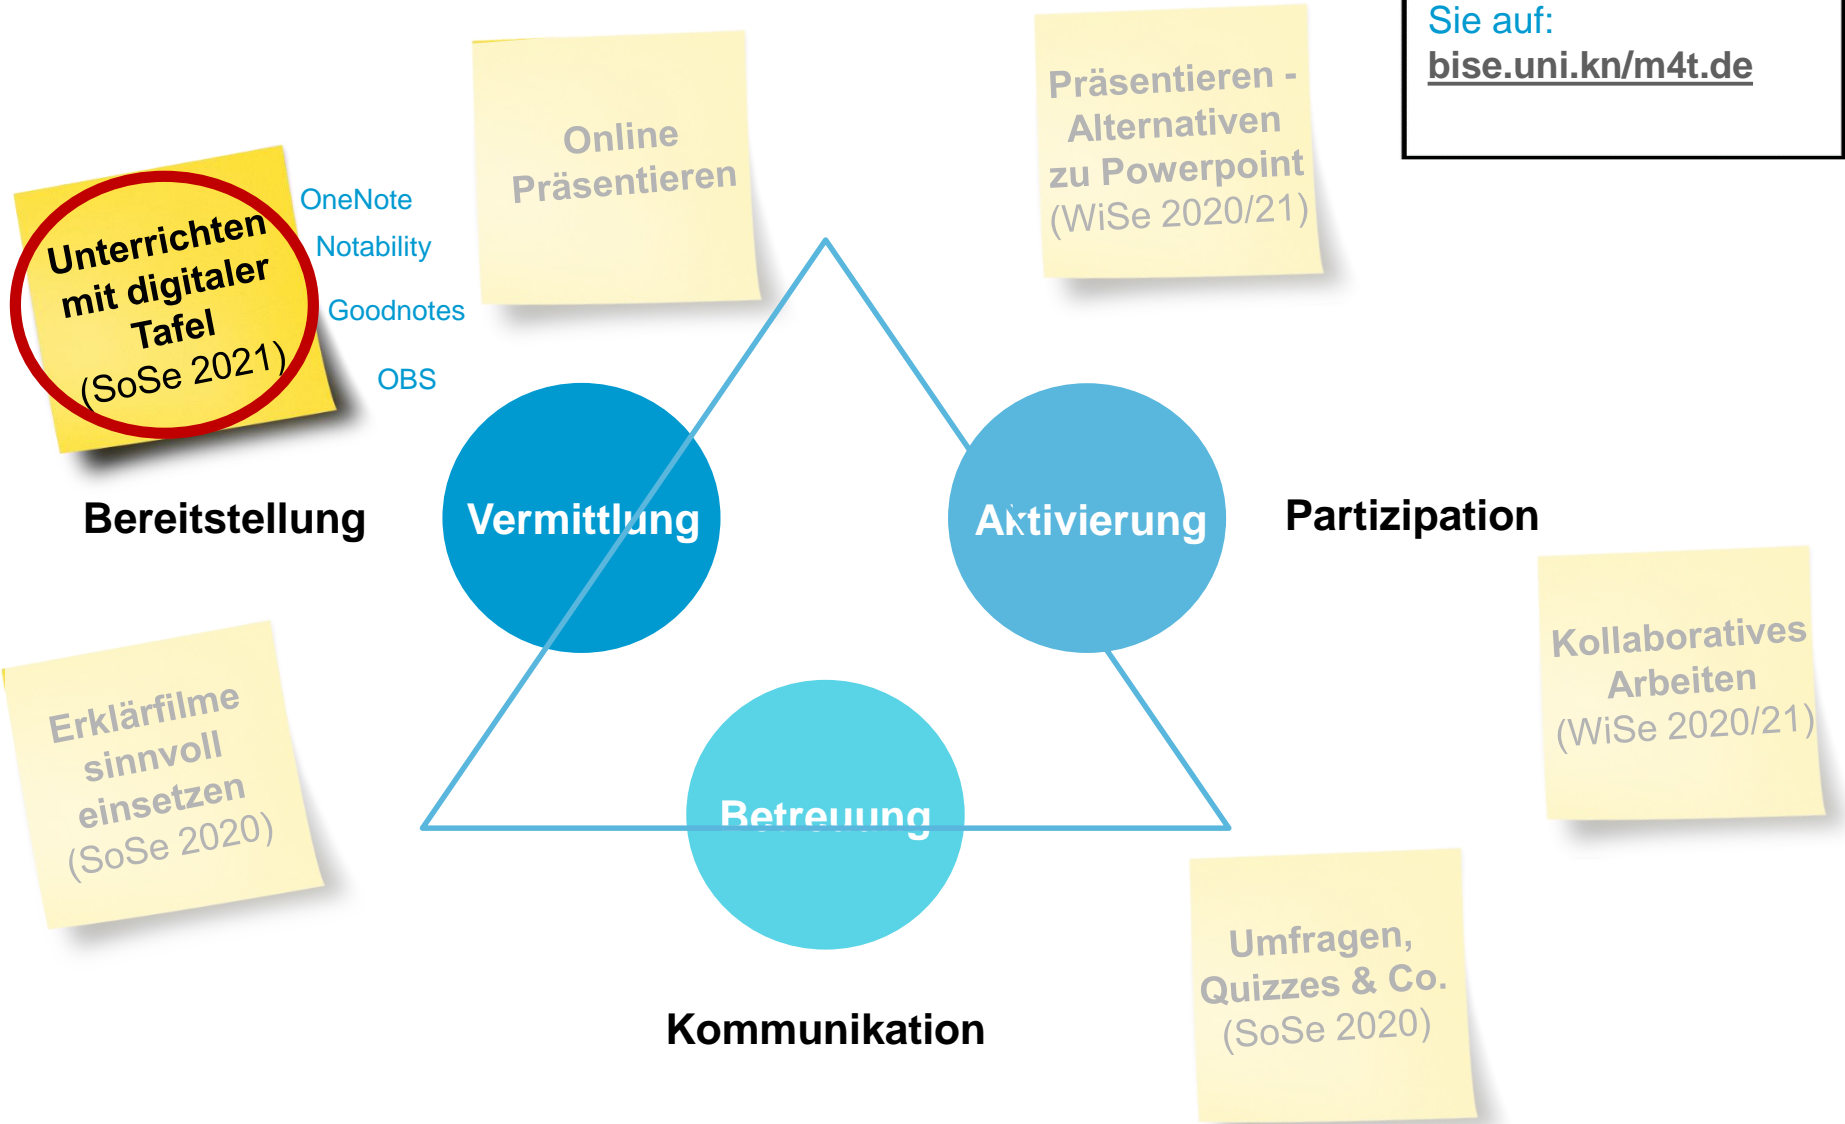 Sie auf:
bise.uni.kn/m4t.de
Online
Präsentieren
Präsentieren -
Alternativen
zu Powerpoint
(WiSe 2020/21)
Unterrichten
mit digitaler
Tafel
(SoSe 2021)
OneNote
Notability
Goodnotes
OBS
Bereitstellung
Vermittlung
Aktivierung
Partizipation
Erklärfilme
sinnvoll
einsetzen
(SoSe 2020)
Betreuung
Kollaboratives
Arbeiten
(WiSe 2020/21)
Kommunikation
Umfragen,
Quizzes & Co.
(SoSe 2020)